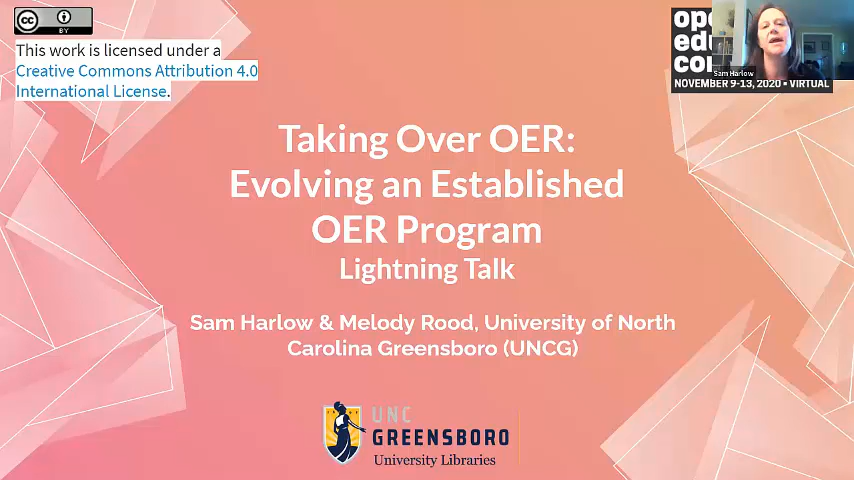 cc BY
This work is licensed under a
Creative Commons Attribution 4.0
International License.
Sam Harlow
NOVEMBER 9-13, 2020 • VIRTUAL
Taking Over OER:
Evolving an Established
OER Program
Lightning Talk
Sam Harlow & Melody Rood, University of North
Carolina Greensboro (UNCG)
UNC
GREENSBORO
University Libraries